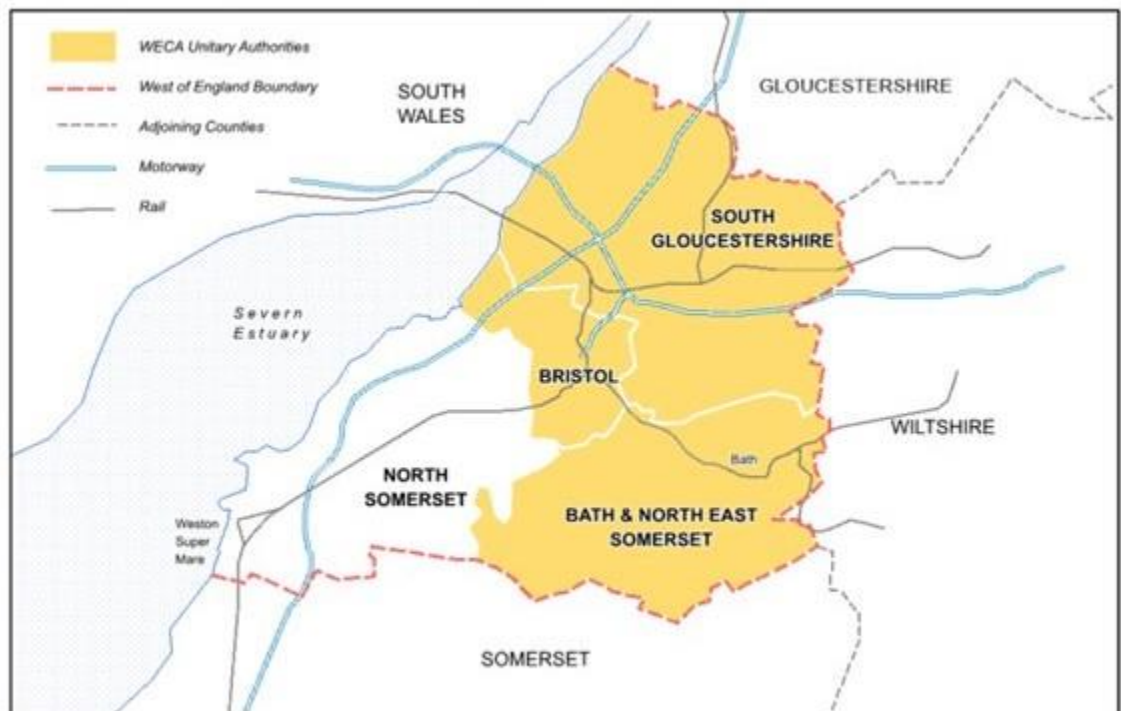 WECA Unitary Authorities
West of England Boundary
Adjoining Counties
Motorway
Rail
SOUTH
WALES
GLOUCESTERSHIRE
SOUTH
GLOUCESTERSHIRE
Severn
Estuary
BRISTOL
WILTSHIRE
Bath
NORTH
SOMERSET
BATH & NORTH EAST
SOMERSET
Weston
Super
Mare
SOMERSET